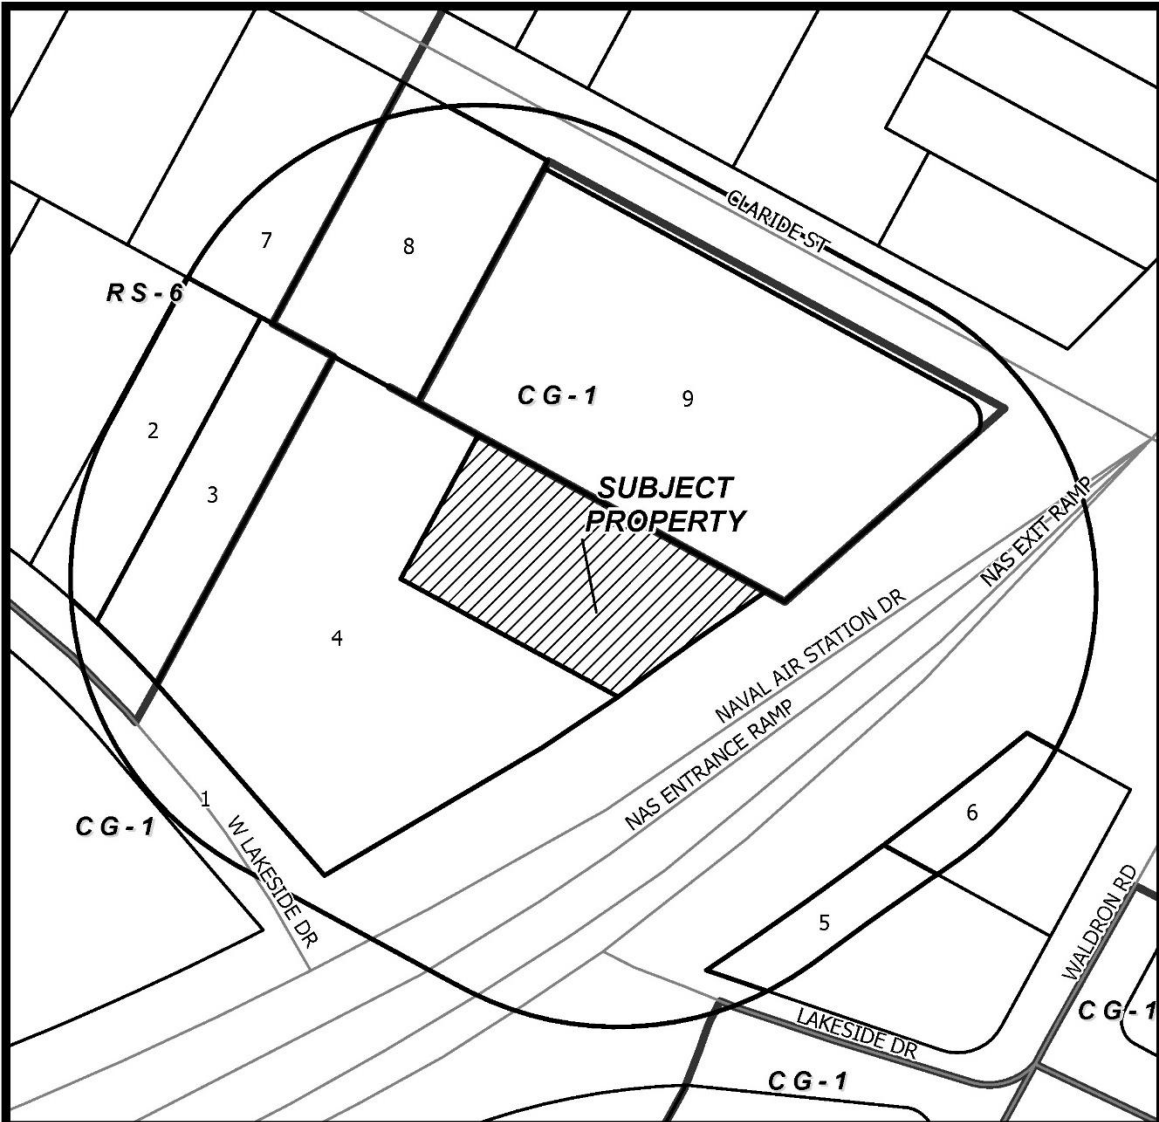 CLARIDE ST
7
8
RS-6
CG-1
9
2
3
SUBJECT
PROPERTY
NAS EXIT RAMP
4
NAVAL AIR STATION DR
NAS ENTRANCE RAMP
1
CG-1
W LAKESIDE DR
6
5
WALDRON RD
CG-1
LAKESIDE DR
CG-1